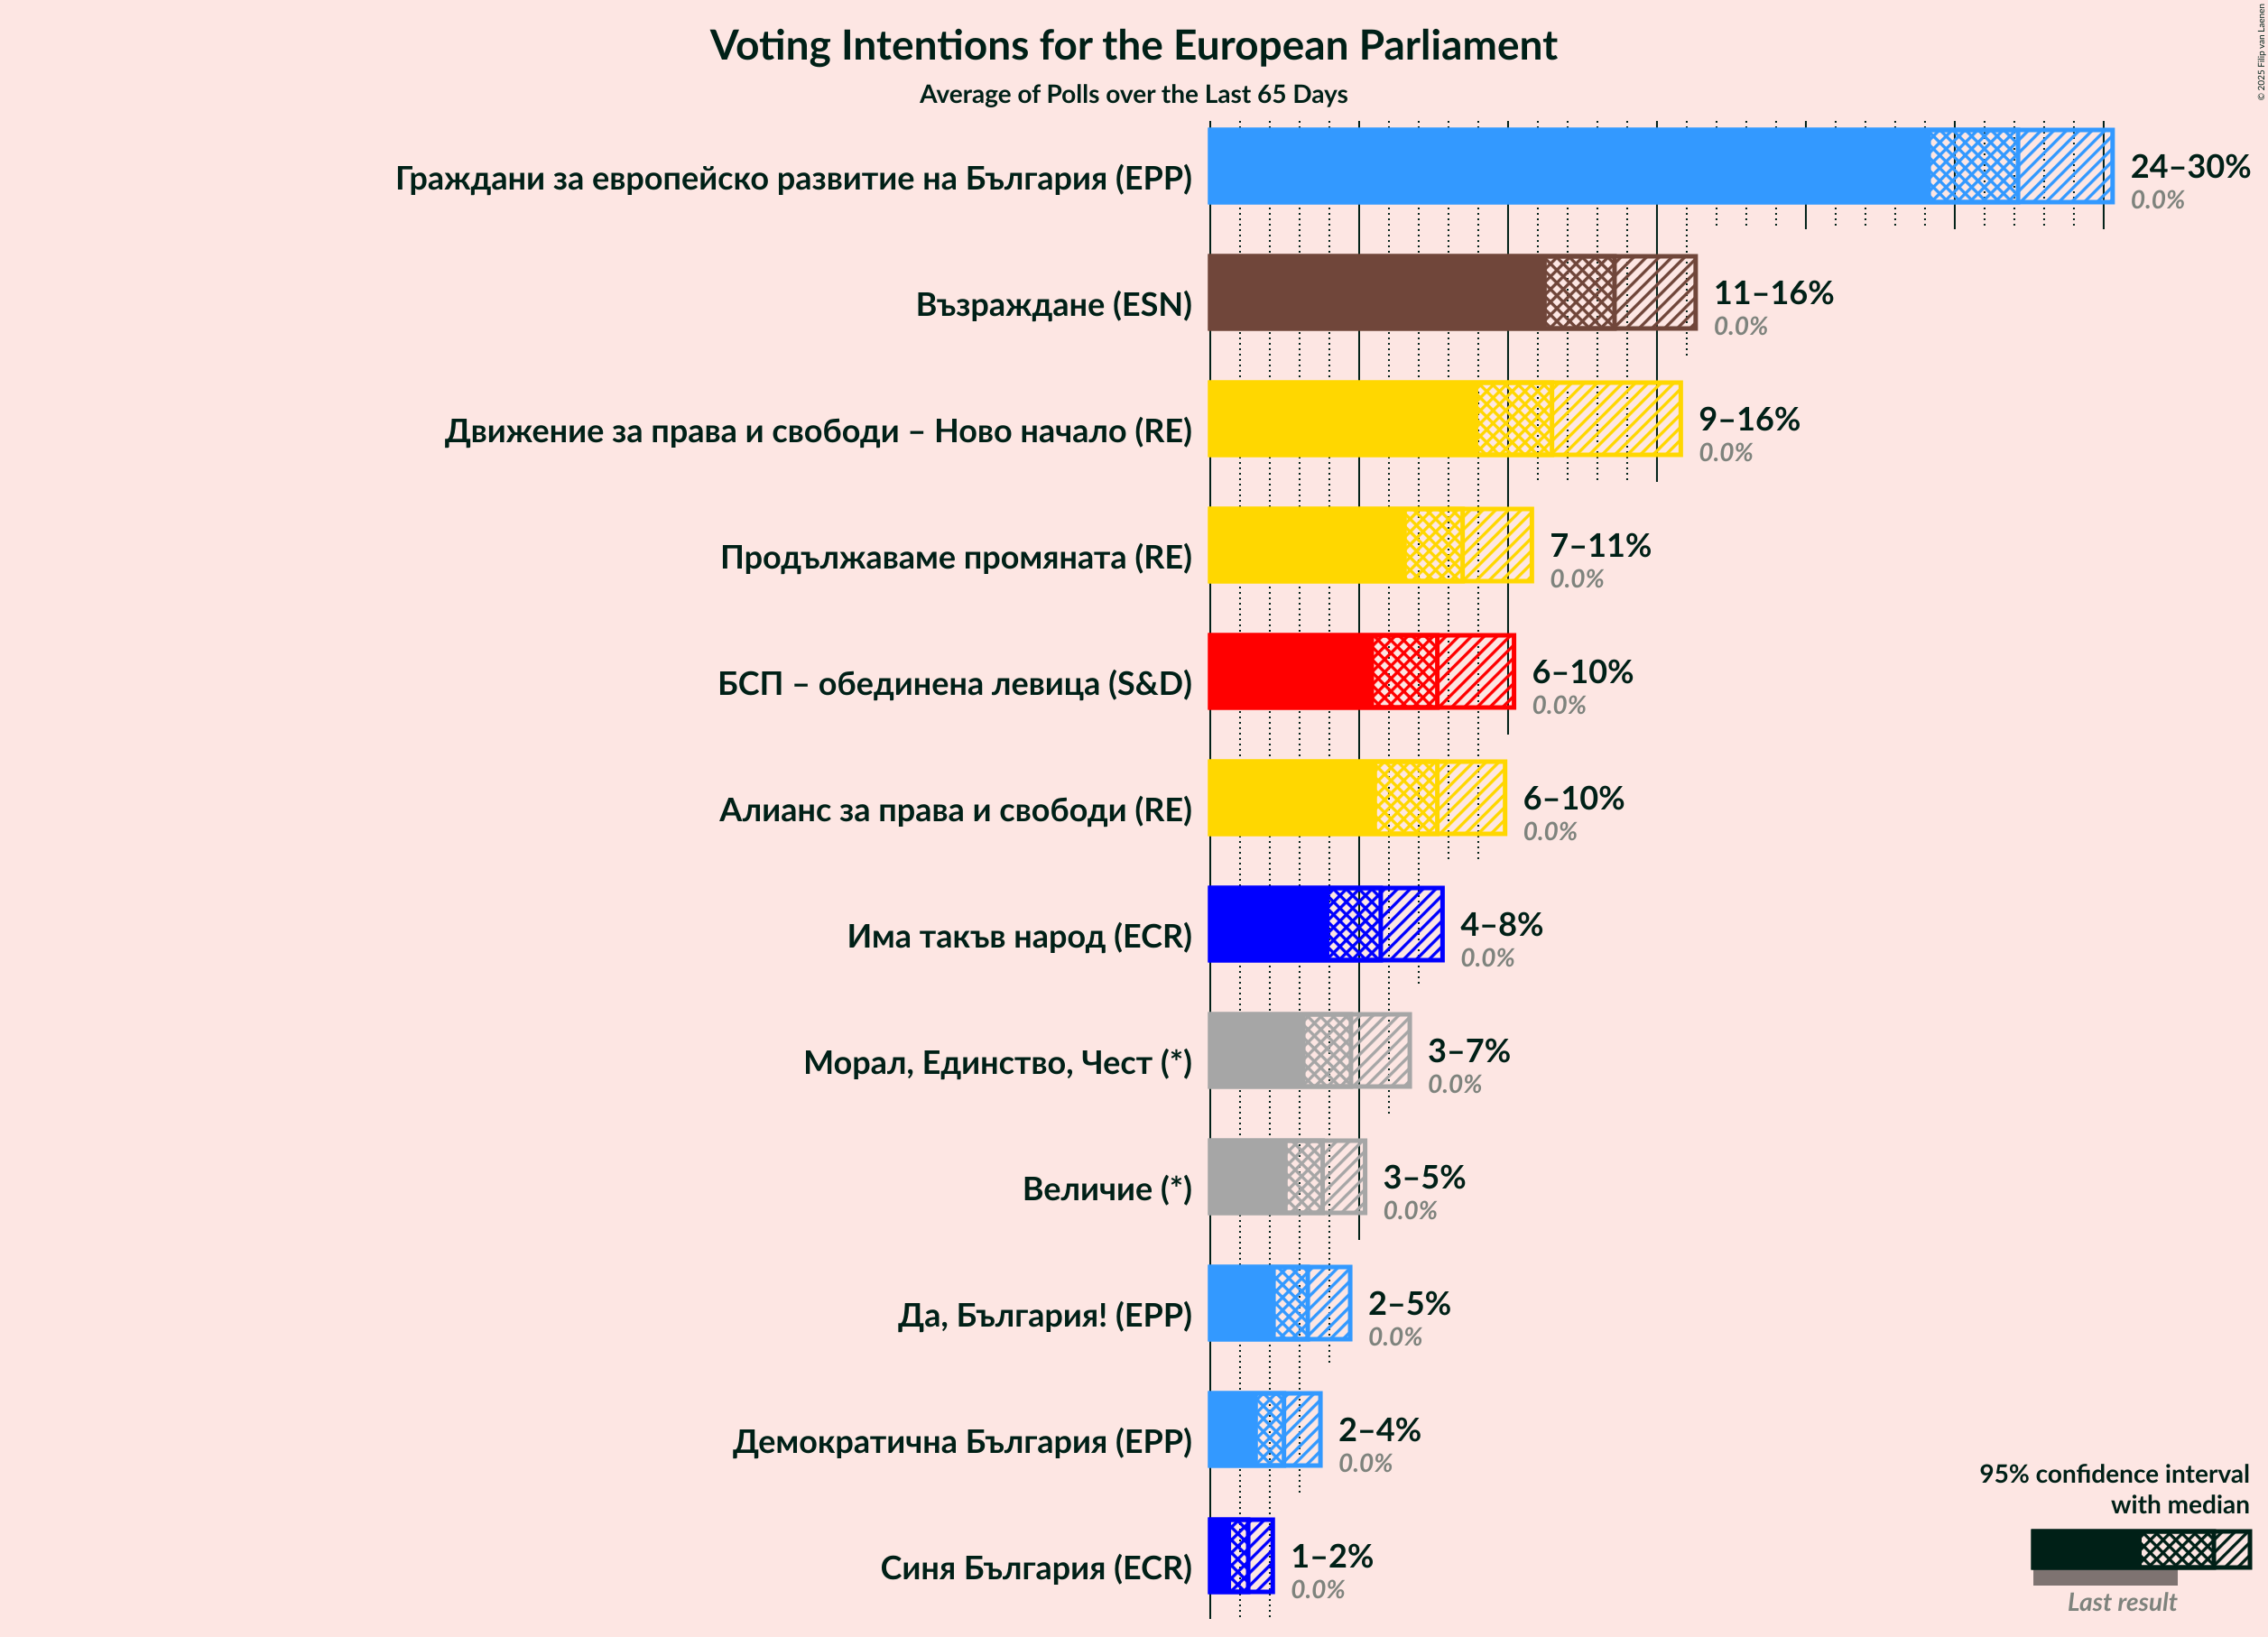 Voting Intentions for the European Parliament
Average of Polls over the Last 65 Days
© 2025 Filip van Laenen
Граждани за европейско развитие на България (EPP)
24–30%
0.0%
Възраждане (ESN)
11–16%
0.0%
Движение за права и свободи – Ново начало (RE)
9–16%
0.0%
Продължаваме промяната (RE)
7–11%
0.0%
БСП – обединена левица (S&D)
6–10%
0.0%
Алианс за права и свободи (RE)
6–10%
0.0%
Има такъв народ (ECR)
4–8%
0.0%
Морал, Единство, Чест (*)
3–7%
0.0%
Величие (*)
3–5%
0.0%
Да, България! (EPP)
2–5%
0.0%
Демократична България (EPP)
2–4%
0.0%
Синя България (ECR)
1–2%
0.0%
95% confidence interval
with median
Last result